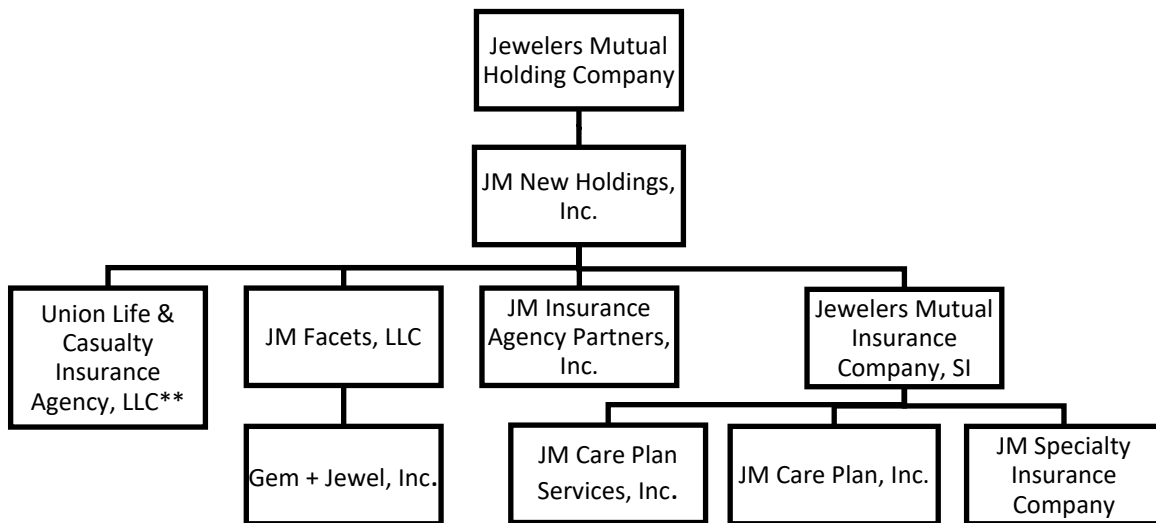 Jewelers Mutual
Holding Company
JM New Holdings,
Inc.
Union Life &
Casualty
Insurance
Agency, LLC**
JM Facets, LLC
JM Insurance
Agency Partners,
Inc.
Jewelers Mutual
Insurance
Company, SI
Gem + Jewel, Inc.
JM Care Plan
Services, Inc.
JM Care Plan, Inc.
JM Specialty
Insurance
Company